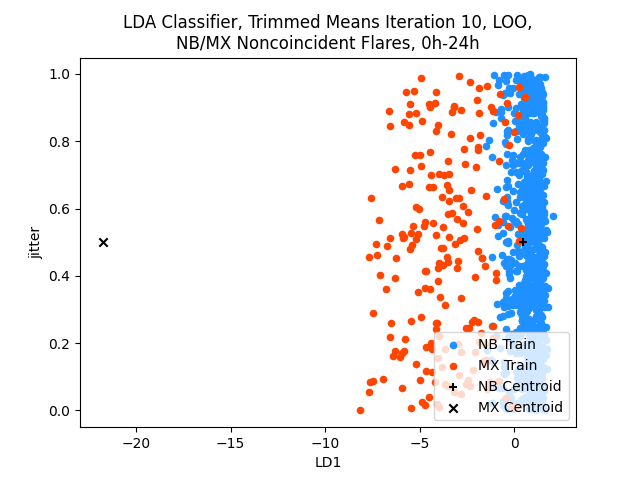 LDA Classifier, Trimmed Means Iteration 10, LOO,
NB/MX Noncoincident Flares, 0h-24h
1.0
0.8
0.6
0.4
0.2
0.0
jitter
NB Train
MX Train
NB Centroid
MX Centroid
−20
−15
−10
−5
0
LD1